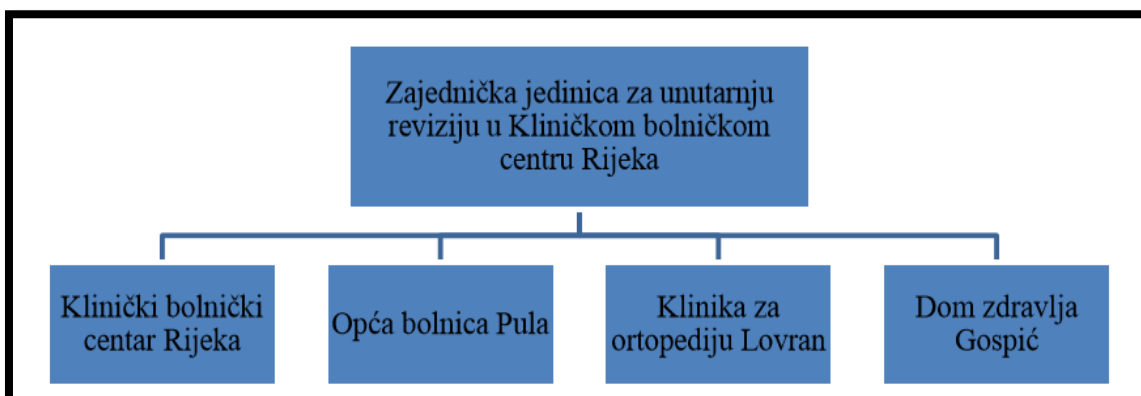 Zajednička jedinica za unutarnju
reviziju u Kliničkom bolničkom
centru Rijeka
Klinički bolnički
centar Rijeka
Opća bolnica Pula
Klinika za
ortopediju Lovran
Dom zdravlja
Gospić